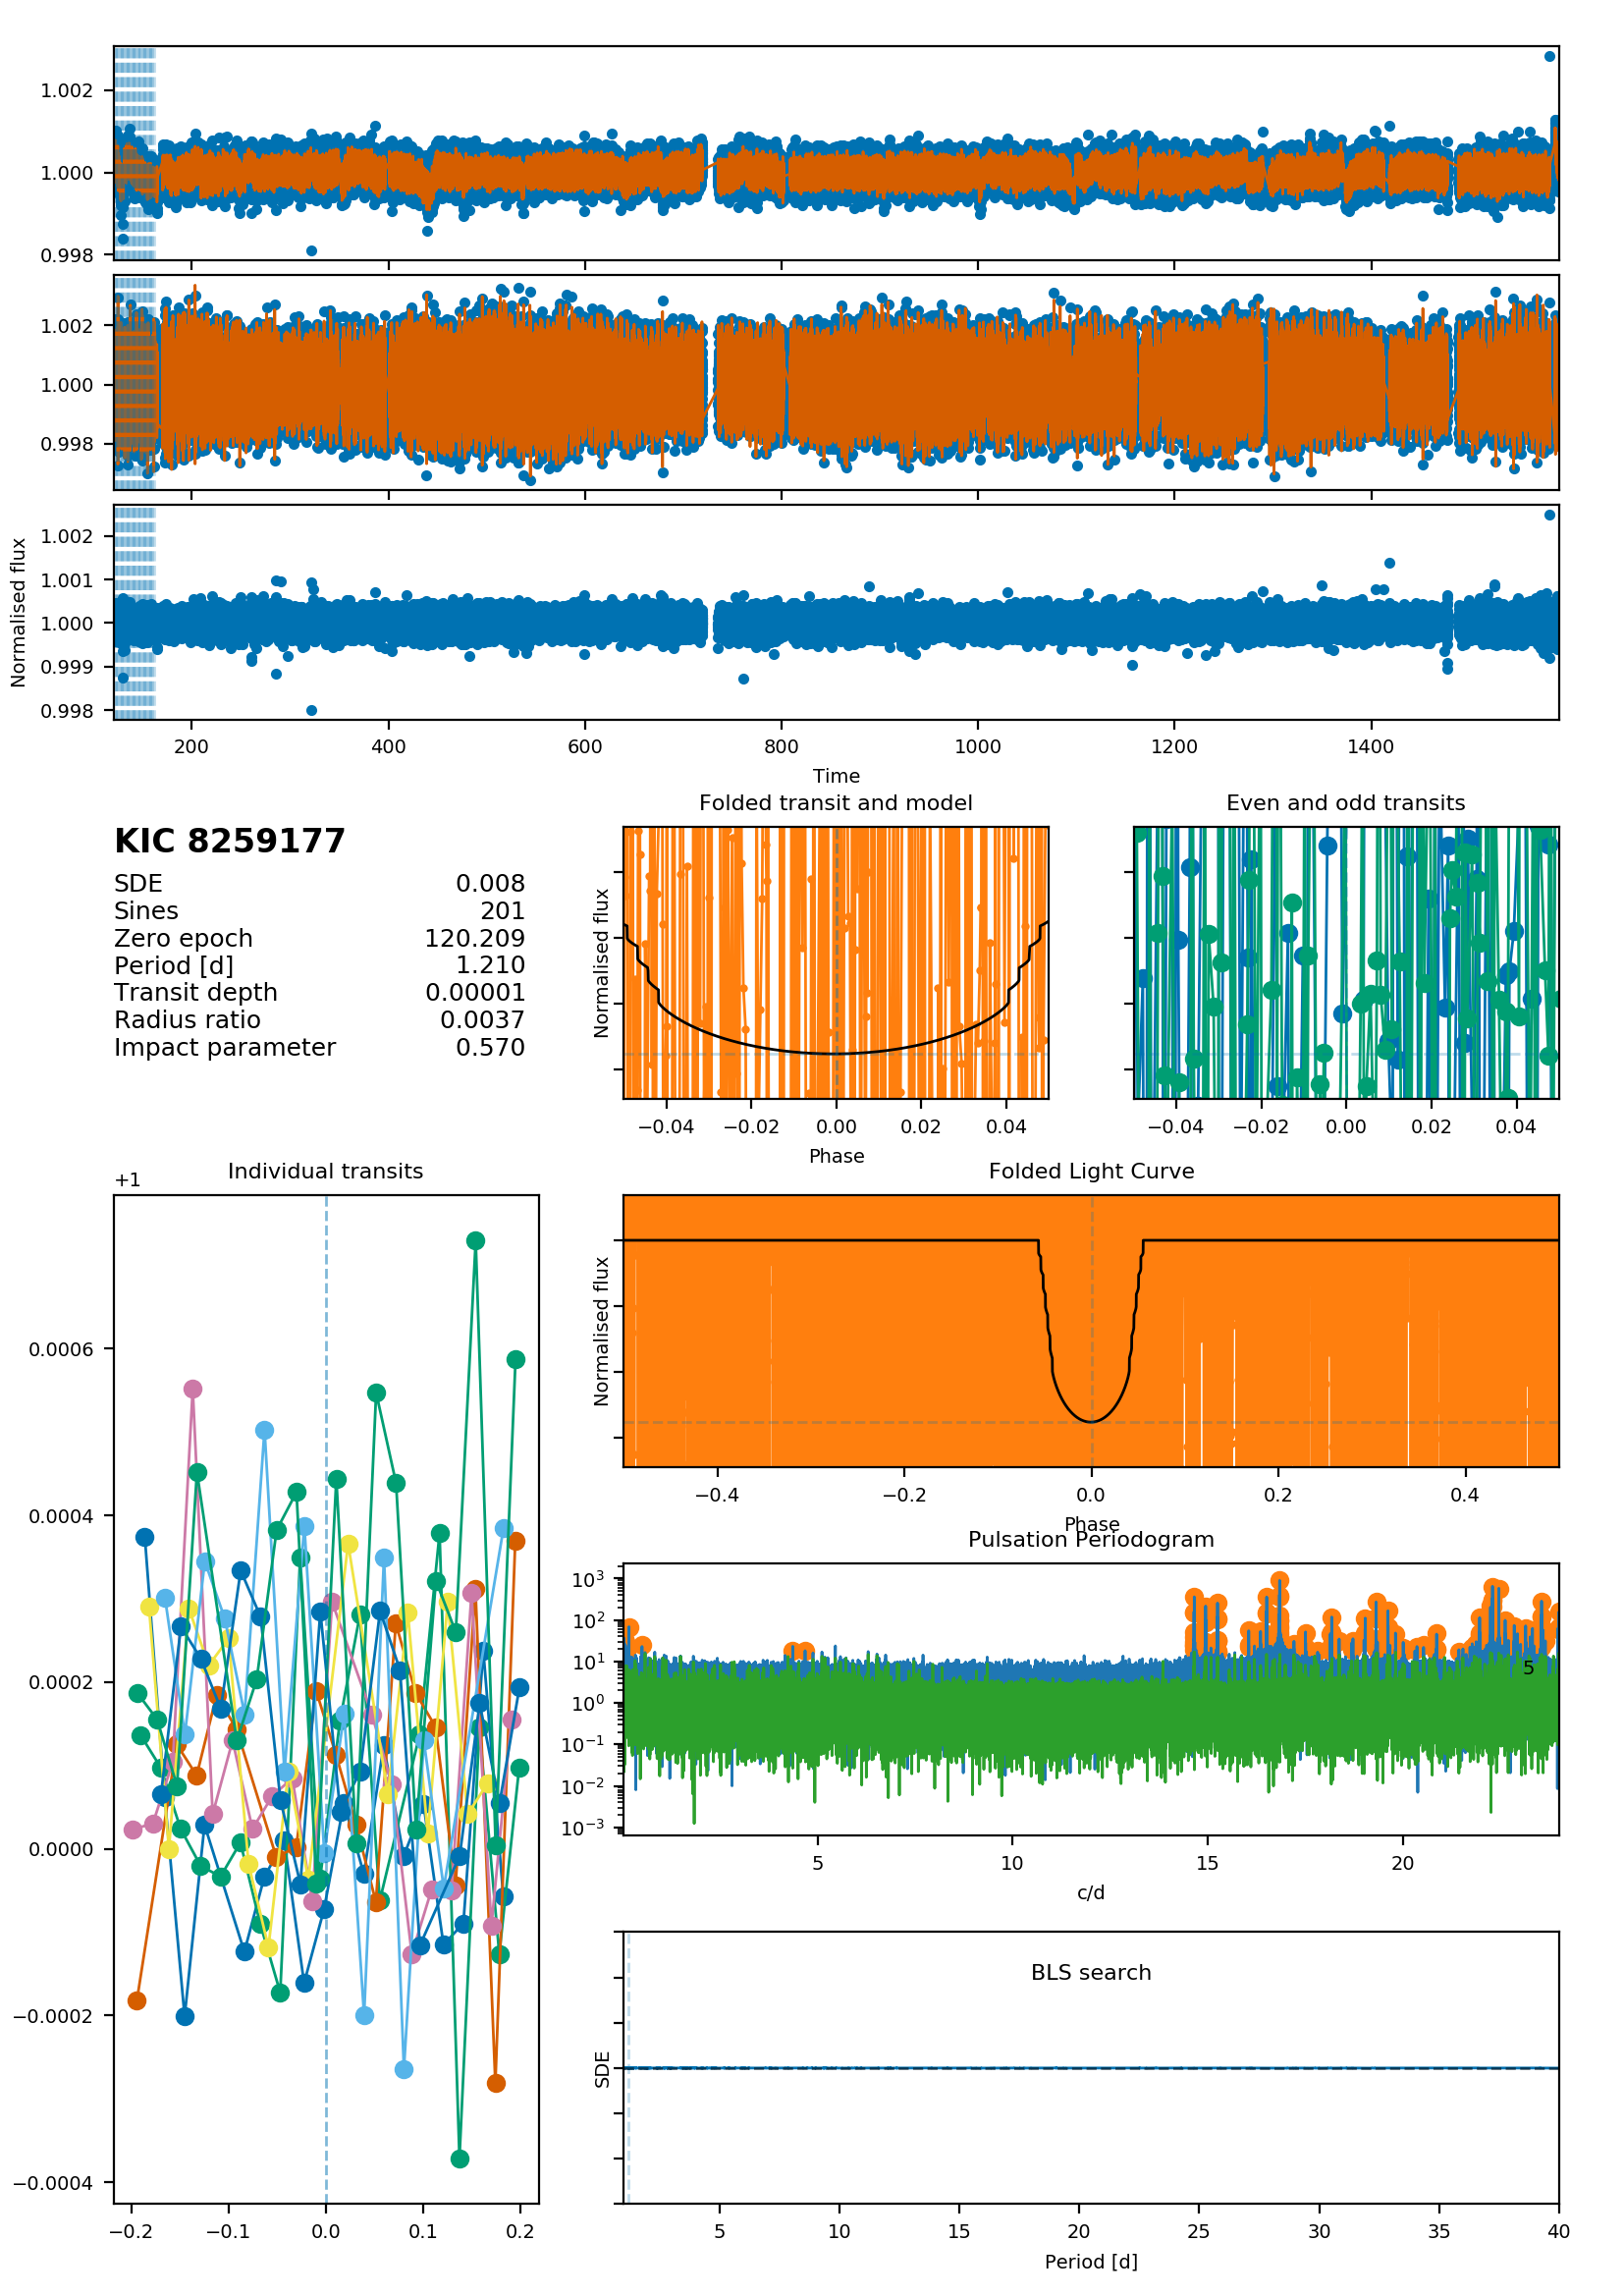 1.002
1.000
0.998
1.002
1.000
0.998
1.002
1.001
1.000
0.999
0.998
Normalised flux
200 400 600 800 1000 1200 1400
Time
KIC 8259177
SDE 0.008
Sines 201
Zero epoch 120.209
Period [d] 1.210
Transit depth 0.00001
Radius ratio 0.0037
Impact parameter 0.570
Folded transit and model
Normalised flux
−0.04 −0.02 0.00 0.02 0.04
Phase
Even and odd transits
−0.04 −0.02 0.00 0.02 0.04
Individual transits
+1
0.0006
0.0004
0.0002
0.0000
−0.0002
−0.0004
−0.2 −0.1 0.0 0.1 0.2
Folded Light Curve
Normalised flux
−0.4 −0.2 0.0 0.2 0.4
Phase
Pulsation Periodogram
10³
10²
10¹
10⁰
10⁻¹
10⁻²
10⁻³
5
5 10 15 20
c/d
BLS search
SDE
5 10 15 20 25 30 35 40
Period [d]